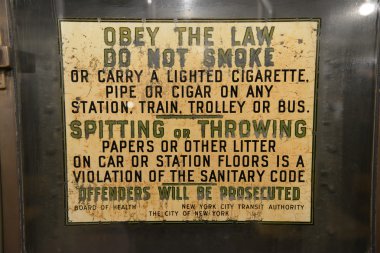 OBEY THE LAW
DO NOT SMOKE
OR CARRY A LIGHTED CIGARETTE,
PIPE OR CIGAR ON ANY
STATION, TRAIN, TROLLEY OR BUS.
SPITTING OR THROWING
PAPERS OR OTHER LITTER
ON CAR OR STATION FLOORS IS A
VIOLATION OF THE SANITARY CODE
OFFENDERS WILL BE PROSECUTED
BOARD OF HEALTH NEW YORK CITY TRANSIT AUTHORITY
THE CITY OF NEW YORK